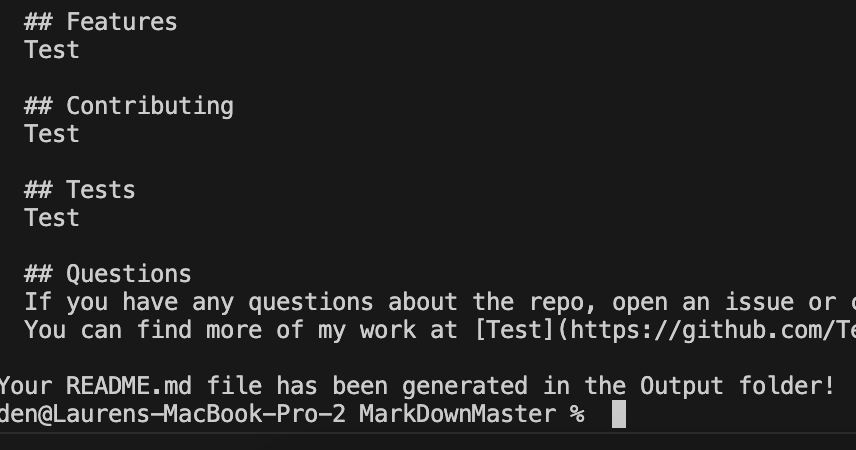 ## Features
Test
## Contributing
Test
## Tests
Test
## Questions
If you have any questions about the repo, open an issue or
You can find more of my work at [Test](https://github.com/Te
Your README.md file has been generated in the Output folder!
den@Laurens-MacBook-Pro-2 MarkDownMaster %